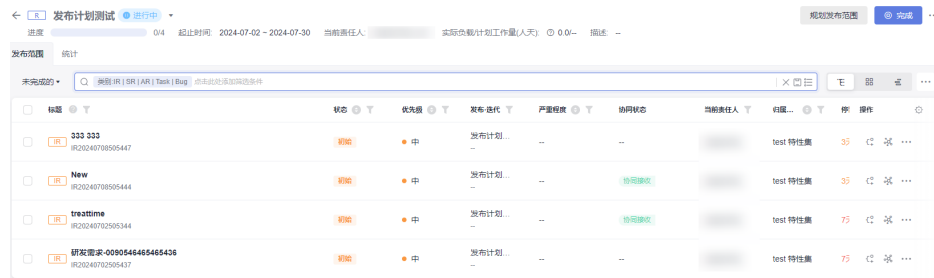 R 发布计划测试 进行中 规划发布范围 完成
进度 0/4 起止时间: 2024-07-02 ~ 2024-07-30 当前责任人: 实际负载/计划工作量(人天): 0.0/-- 描述: --
发布范围 统计
未完成的 类别:IR | SR | AR | Task | Bug 点击此处添加筛选条件
标题 状态 优先级 发布-迭代 严重程度 协同状态 当前责任人 归属... 操作
IR 333 333 初始 中 发布计划... -- -- test 特性集
IR20240708505447 --
IR New 初始 中 发布计划... -- 协同接收 test 特性集
IR20240708505444 --
IR treattime 初始 中 发布计划... -- 协同接收 test 特性集
IR20240702505344 --
IR 研发需求-0090546465465436 初始 中 发布计划... -- -- test 特性集
IR20240702505437 --